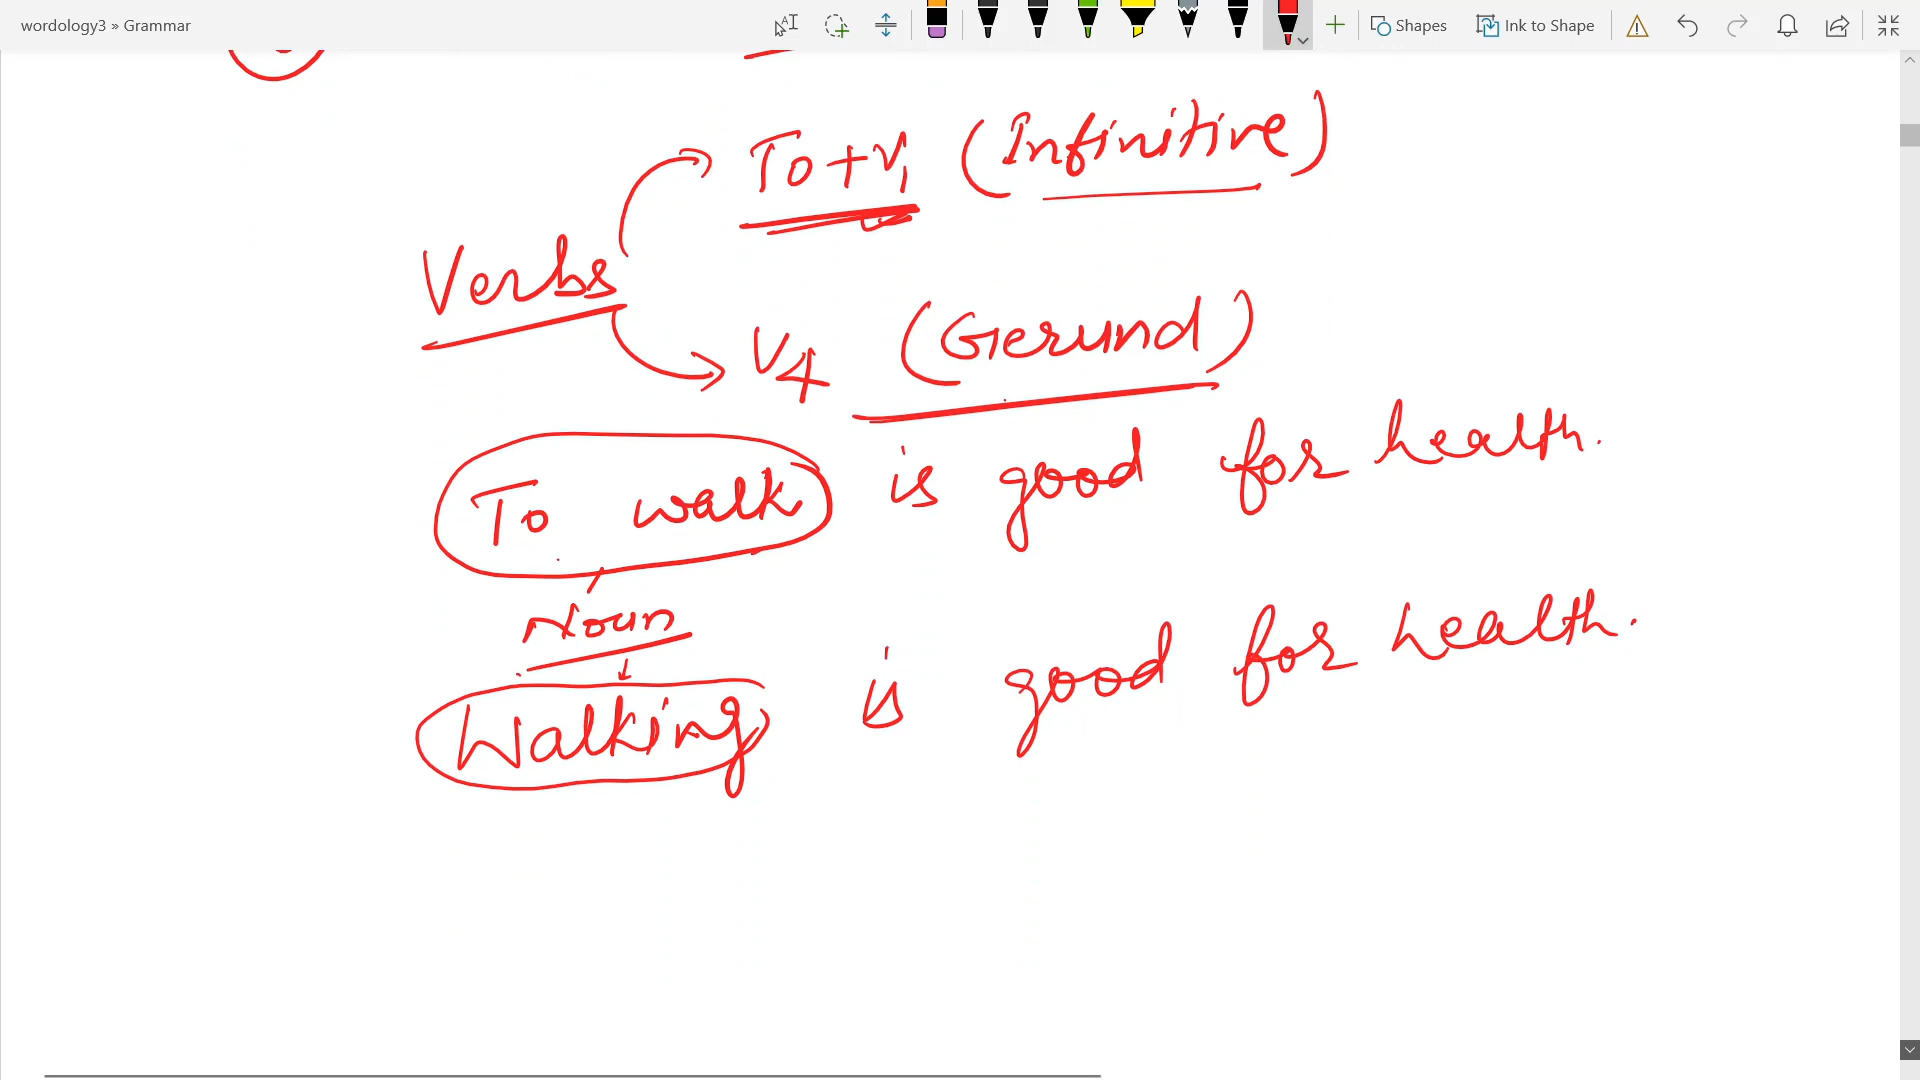 wordology3 » Grammar
Shapes
Ink to Shape
To + V1 (Infinitive)
Verbs
V4 (Gerund)
To walk is good for health.
Noun
Walking is good for health.